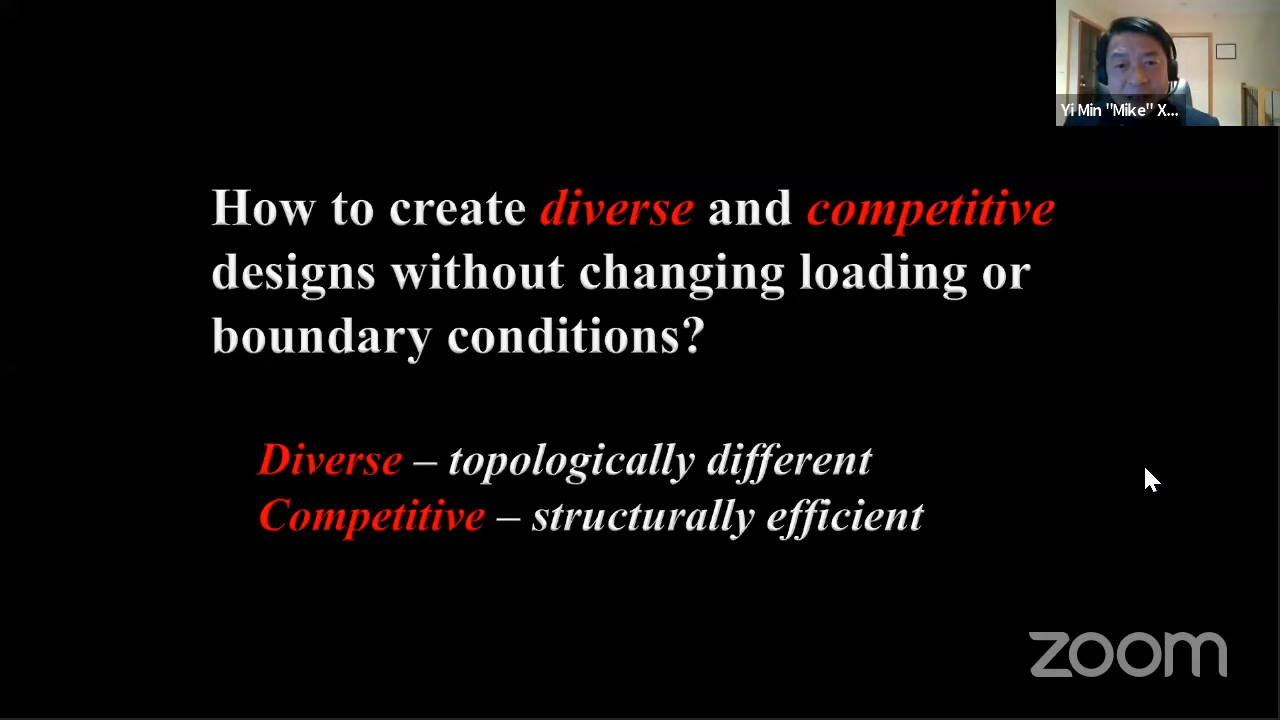 Yi Min "Mike" X...
How to create diverse and competitive
designs without changing loading or
boundary conditions?
Diverse – topologically different
Competitive – structurally efficient
zoom